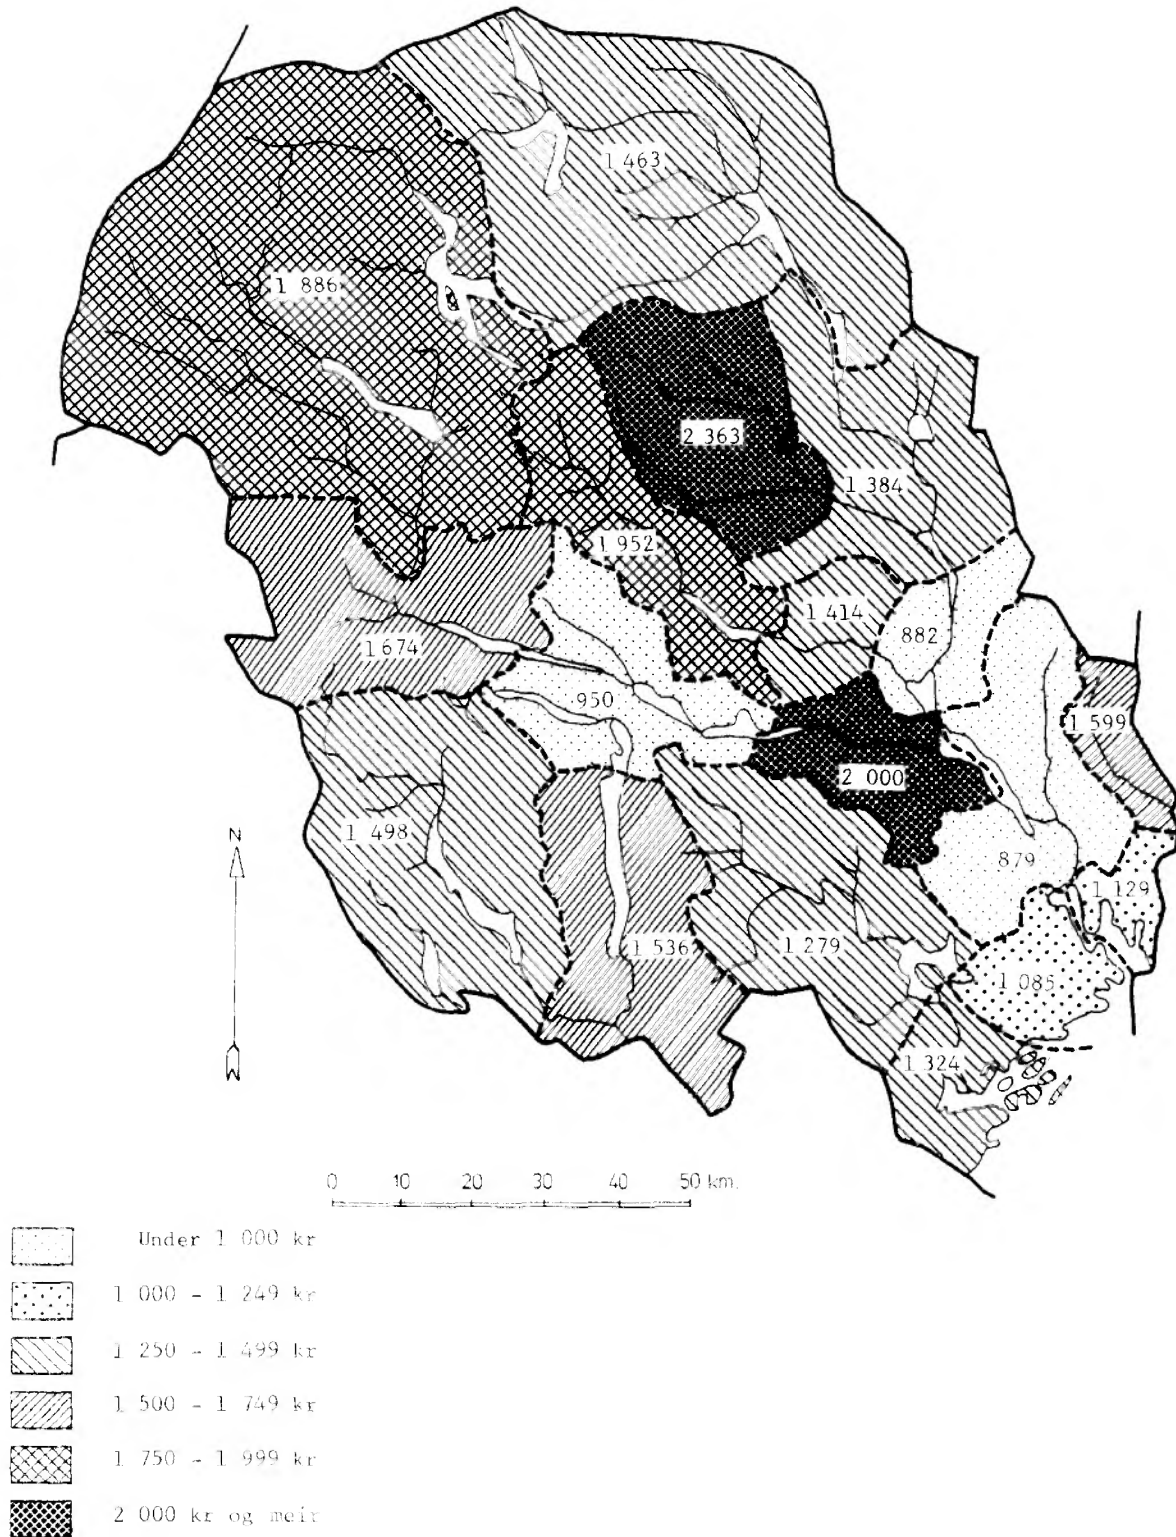 1 463
1 886
2 363
1 384
1 952
1 414
882
1 674
950
1 599
2 000
1 498
N
879
1 129
1 536
1 279
1 085
1 324
0 10 20 30 40 50 km.
Under 1 000 kr
1 000 - 1 249 kr
1 250 - 1 499 kr
1 500 - 1 749 kr
1 750 - 1 999 kr
2 000 kr og meir